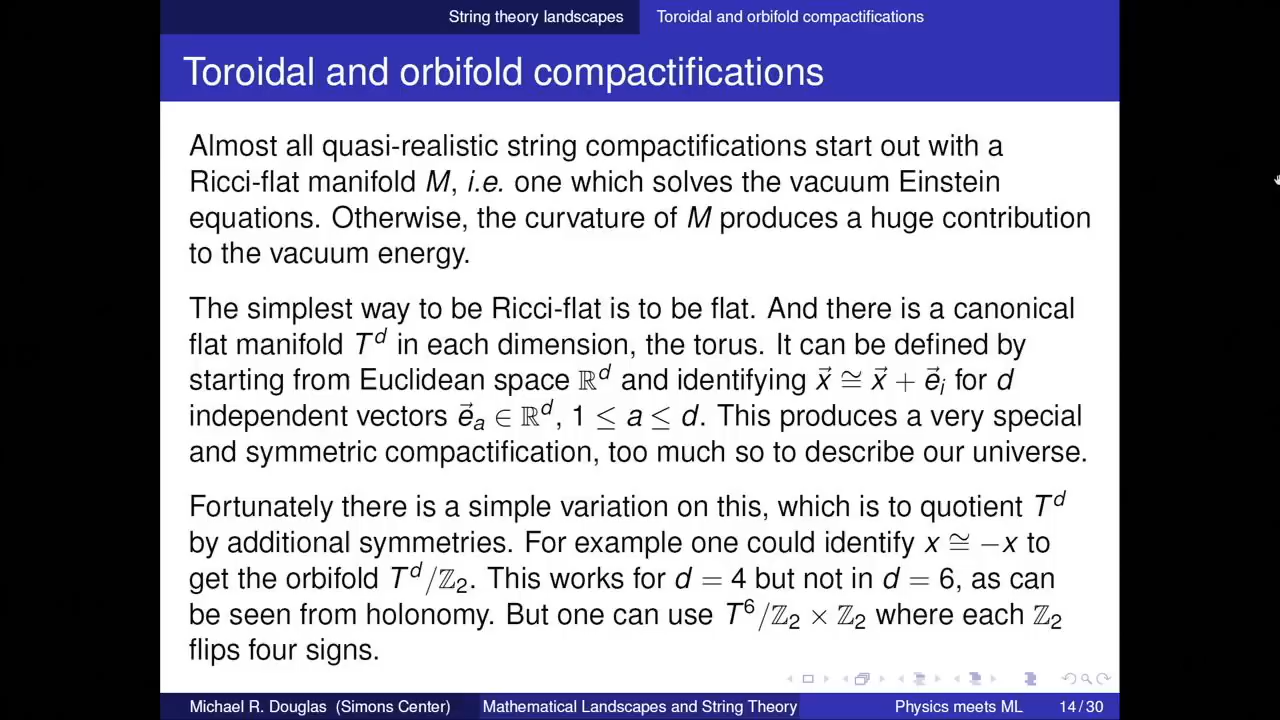 String theory landscapes Toroidal and orbifold compactifications
Toroidal and orbifold compactifications
Almost all quasi-realistic string compactifications start out with a
Ricci-flat manifold M, i.e. one which solves the vacuum Einstein
equations. Otherwise, the curvature of M produces a huge contribution
to the vacuum energy.
The simplest way to be Ricci-flat is to be flat. And there is a canonical
flat manifold T^d in each dimension, the torus. It can be defined by
starting from Euclidean space ℝ^d and identifying x⃗ ≅ x⃗ + e⃗_i for d
independent vectors e⃗_a ∈ ℝ^d, 1 ≤ a ≤ d. This produces a very special
and symmetric compactification, too much so to describe our universe.
Fortunately there is a simple variation on this, which is to quotient T^d
by additional symmetries. For example one could identify x ≅ −x to
get the orbifold T^d/ℤ_2. This works for d = 4 but not in d = 6, as can
be seen from holonomy. But one can use T^6/ℤ_2 × ℤ_2 where each ℤ_2
flips four signs.
Michael R. Douglas (Simons Center) Mathematical Landscapes and String Theory Physics meets ML 14 / 30